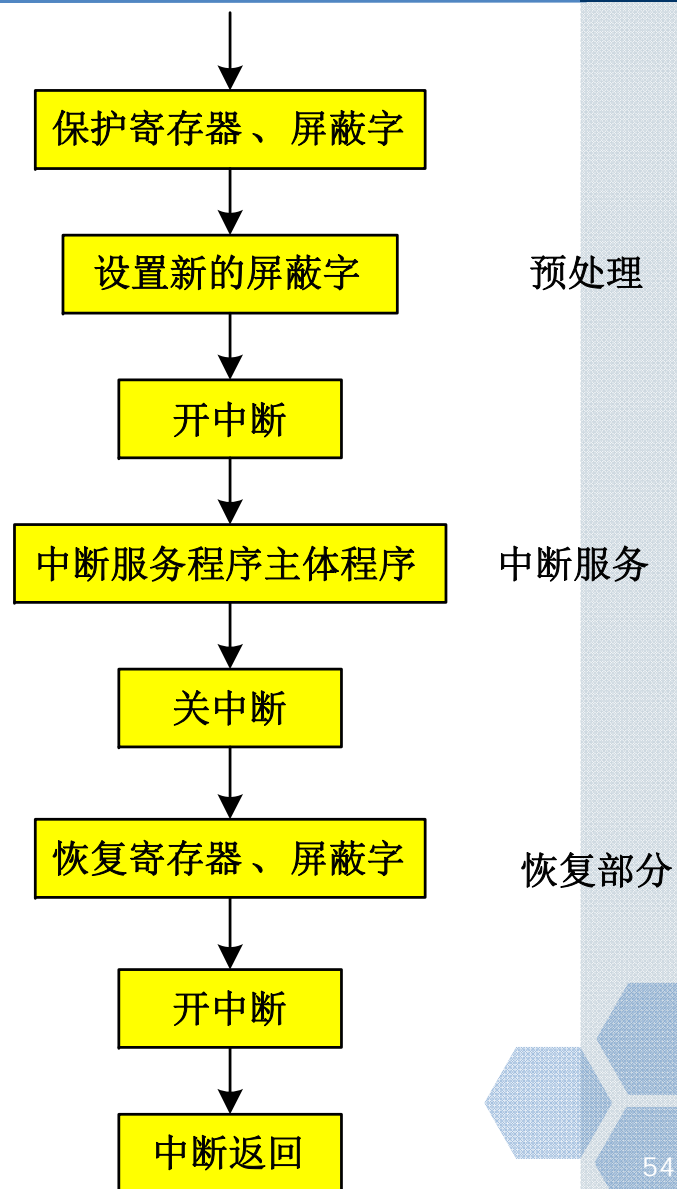 保护寄存器、屏蔽字
设置新的屏蔽字
预处理
开中断
中断服务程序主体程序
中断服务
关中断
恢复寄存器、屏蔽字
恢复部分
开中断
中断返回
54